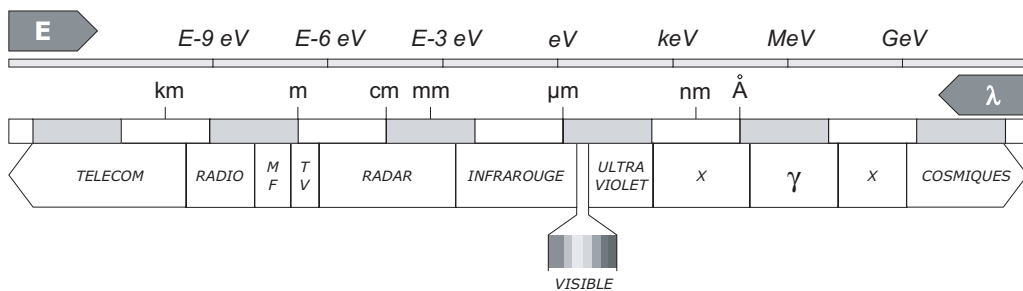 E
E-9 eV E-6 eV E-3 eV eV keV MeV GeV
km m cm mm µm nm Å
λ
TELECOM RADIO M F T V RADAR INFRAROUGE ULTRA VIOLET X γ X COSMIQUES
VISIBLE